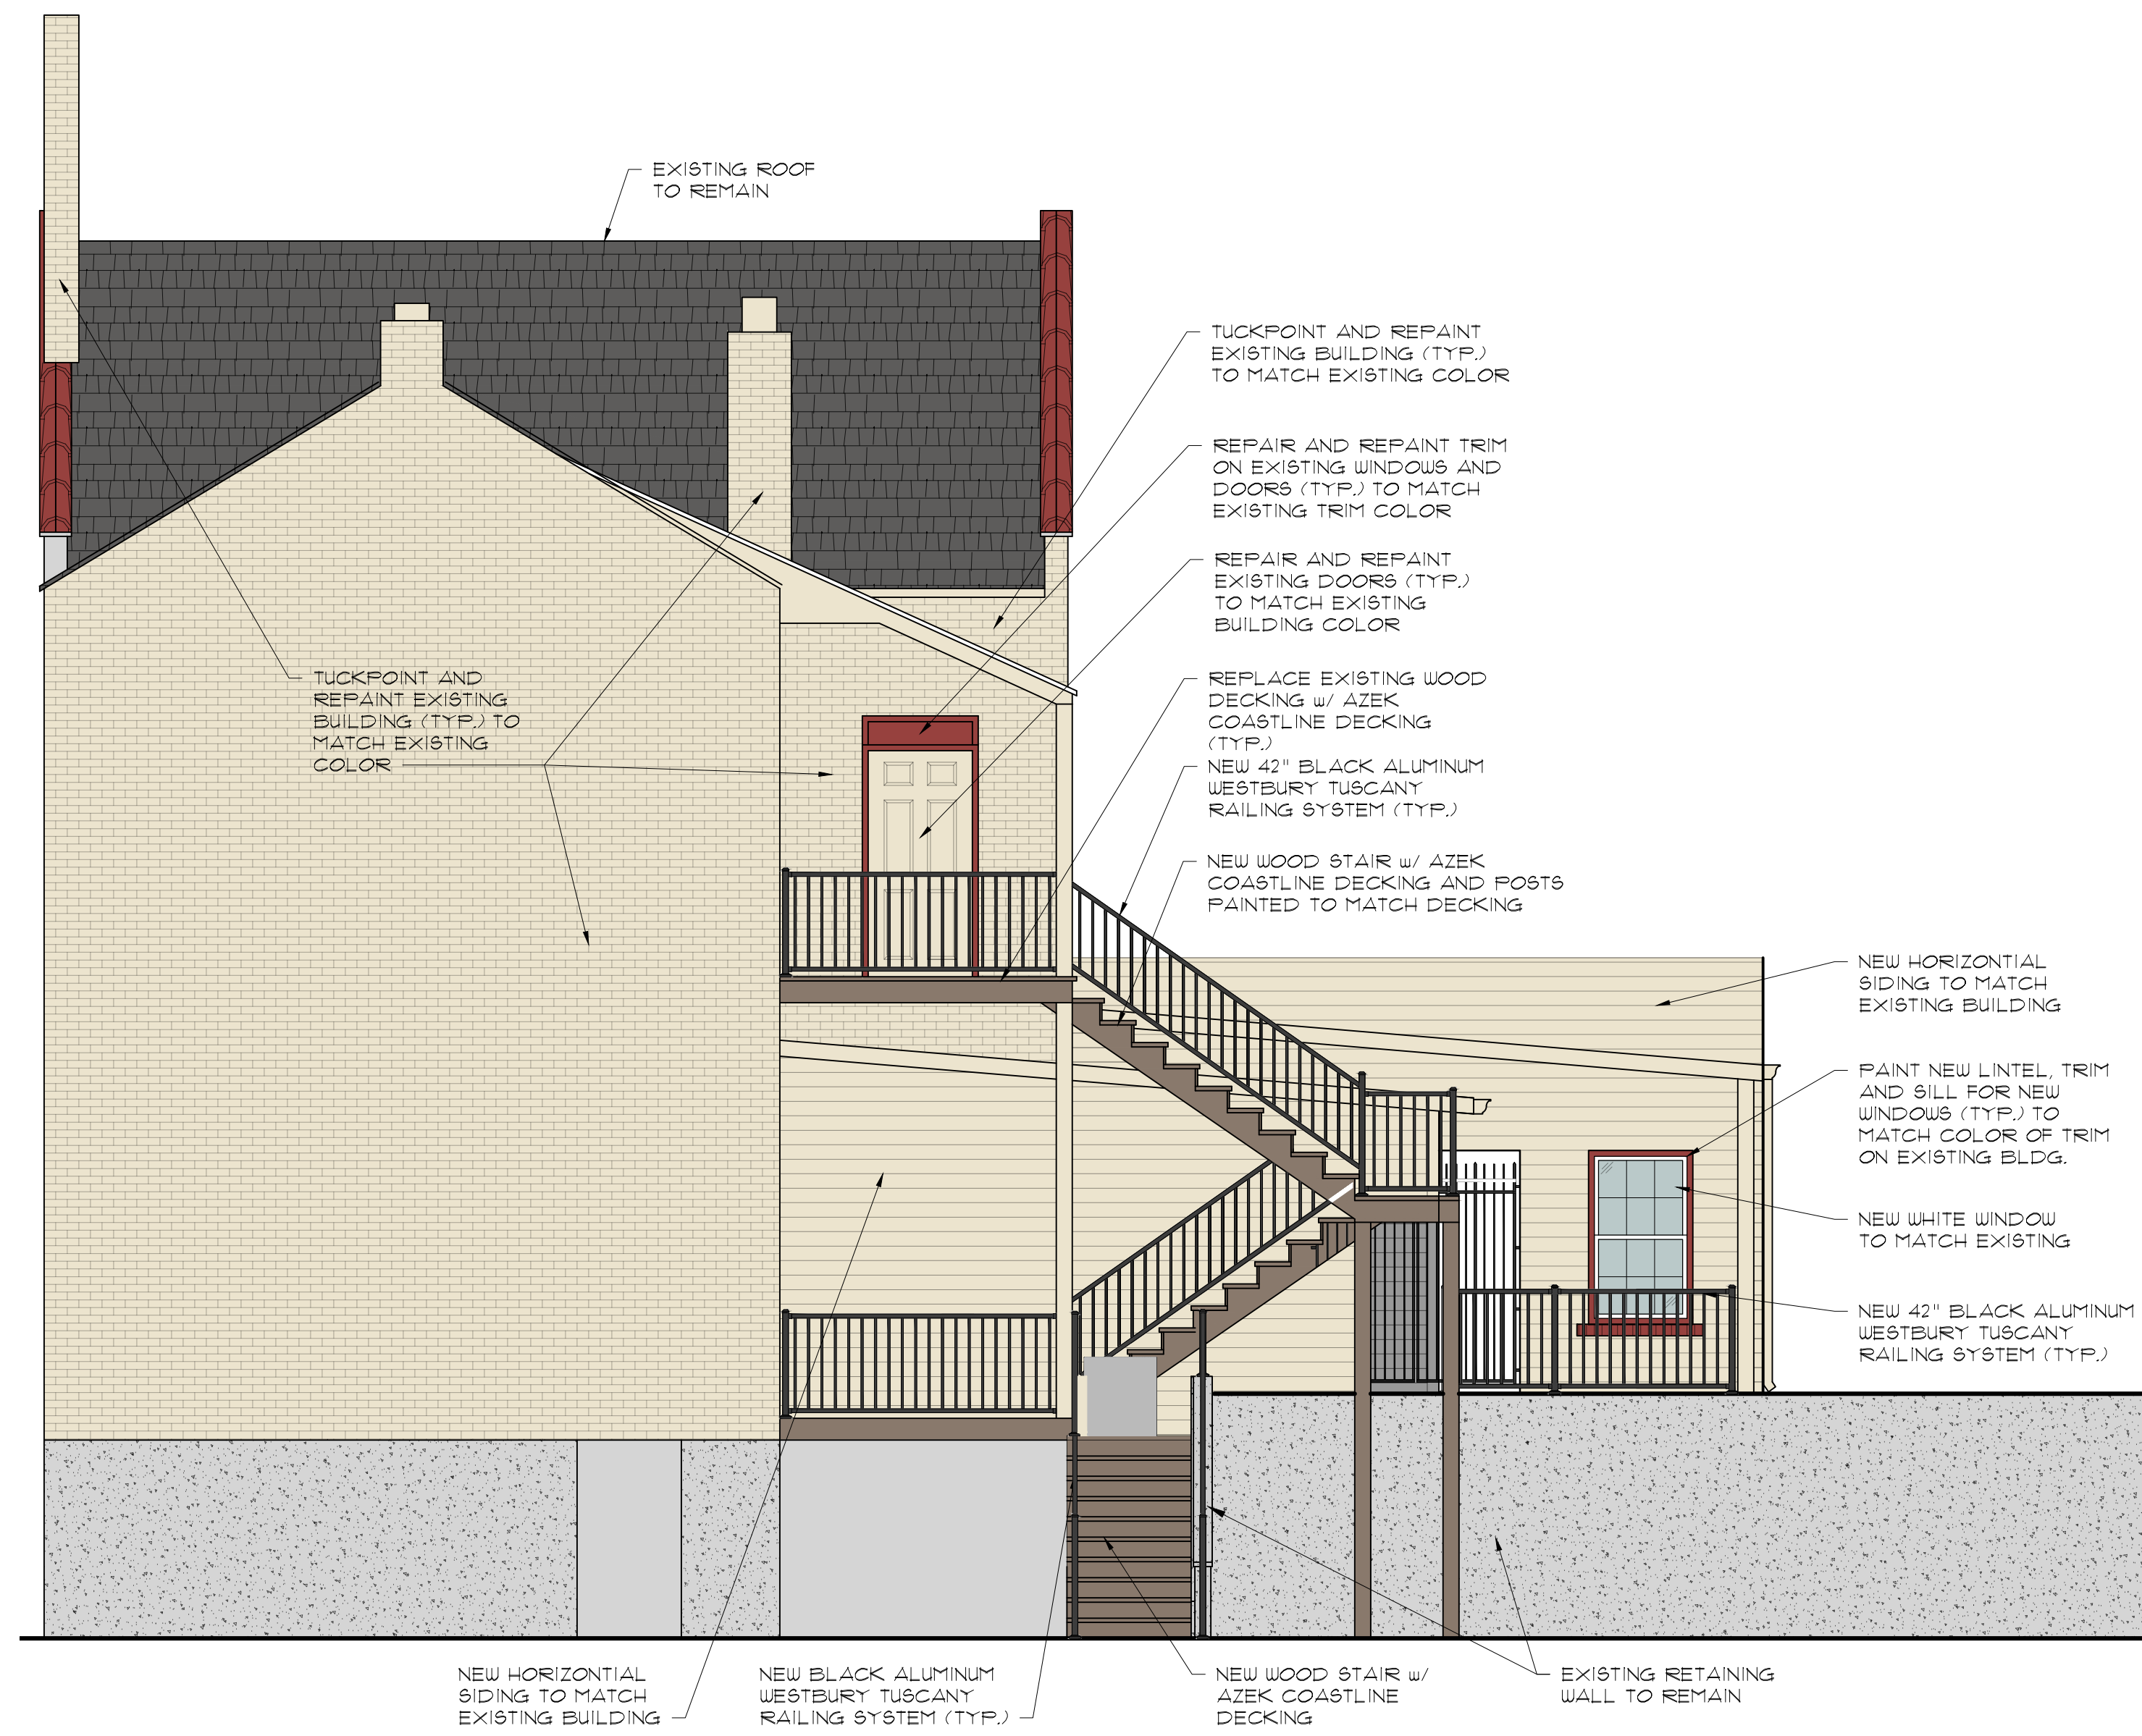 EXISTING ROOF
TO REMAIN
TUCKPOINT AND REPAINT
EXISTING BUILDING (TYP.)
TO MATCH EXISTING COLOR
REPAIR AND REPAINT TRIM
ON EXISTING WINDOWS AND
DOORS (TYP.) TO MATCH
EXISTING TRIM COLOR
REPAIR AND REPAINT
EXISTING DOORS (TYP.)
TO MATCH EXISTING
BUILDING COLOR
TUCKPOINT AND
REPAINT EXISTING
BUILDING (TYP.) TO
MATCH EXISTING
COLOR
REPLACE EXISTING WOOD
DECKING w/ AZEK
COASTLINE DECKING
(TYP.)
NEW 42" BLACK ALUMINUM
WESTBURY TUSCANY
RAILING SYSTEM (TYP.)
NEW WOOD STAIR w/ AZEK
COASTLINE DECKING AND POSTS
PAINTED TO MATCH DECKING
NEW HORIZONTIAL
SIDING TO MATCH
EXISTING BUILDING
PAINT NEW LINTEL, TRIM
AND SILL FOR NEW
WINDOWS (TYP.) TO
MATCH COLOR OF TRIM
ON EXISTING BLDG.
NEW WHITE WINDOW
TO MATCH EXISTING
NEW 42" BLACK ALUMINUM
WESTBURY TUSCANY
RAILING SYSTEM (TYP.)
NEW HORIZONTIAL
SIDING TO MATCH
EXISTING BUILDING
NEW BLACK ALUMINUM
WESTBURY TUSCANY
RAILING SYSTEM (TYP.)
NEW WOOD STAIR w/
AZEK COASTLINE
DECKING
EXISTING RETAINING
WALL TO REMAIN